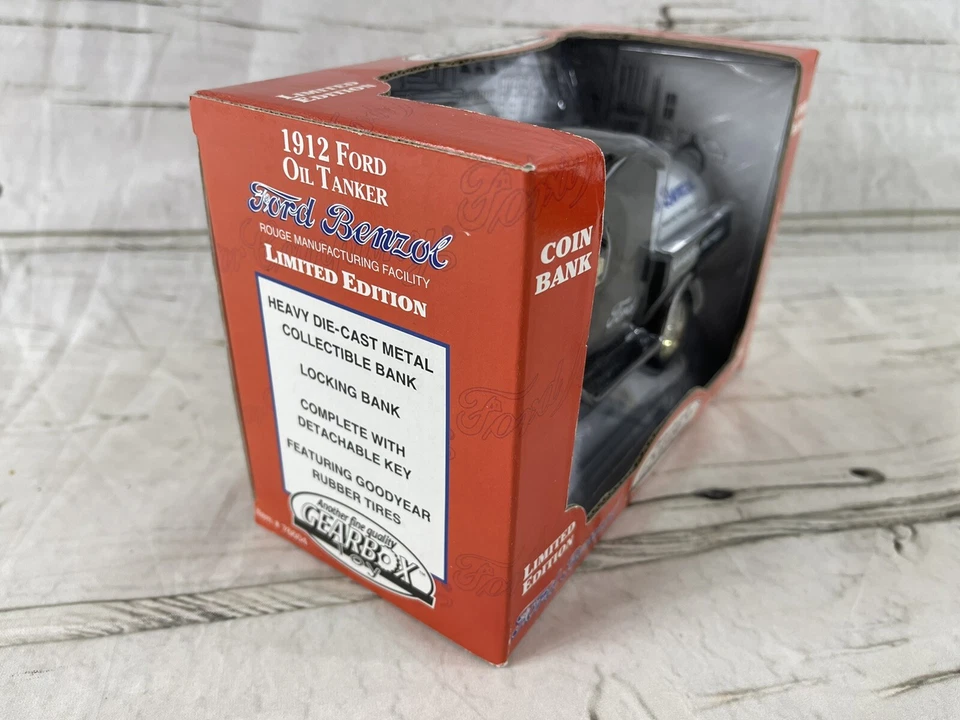 LIMITED
EDITION
1912 FORD
OIL TANKER
Ford Benzol
ROUGE MANUFACTURING FACILITY
LIMITED EDITION
HEAVY DIE-CAST METAL
COLLECTIBLE BANK
LOCKING BANK
COMPLETE WITH
DETACHABLE KEY
FEATURING GOODYEAR
RUBBER TIRES
Another fine quality
GEARBOX
Toy
COIN
BANK
LIMITED
EDITION